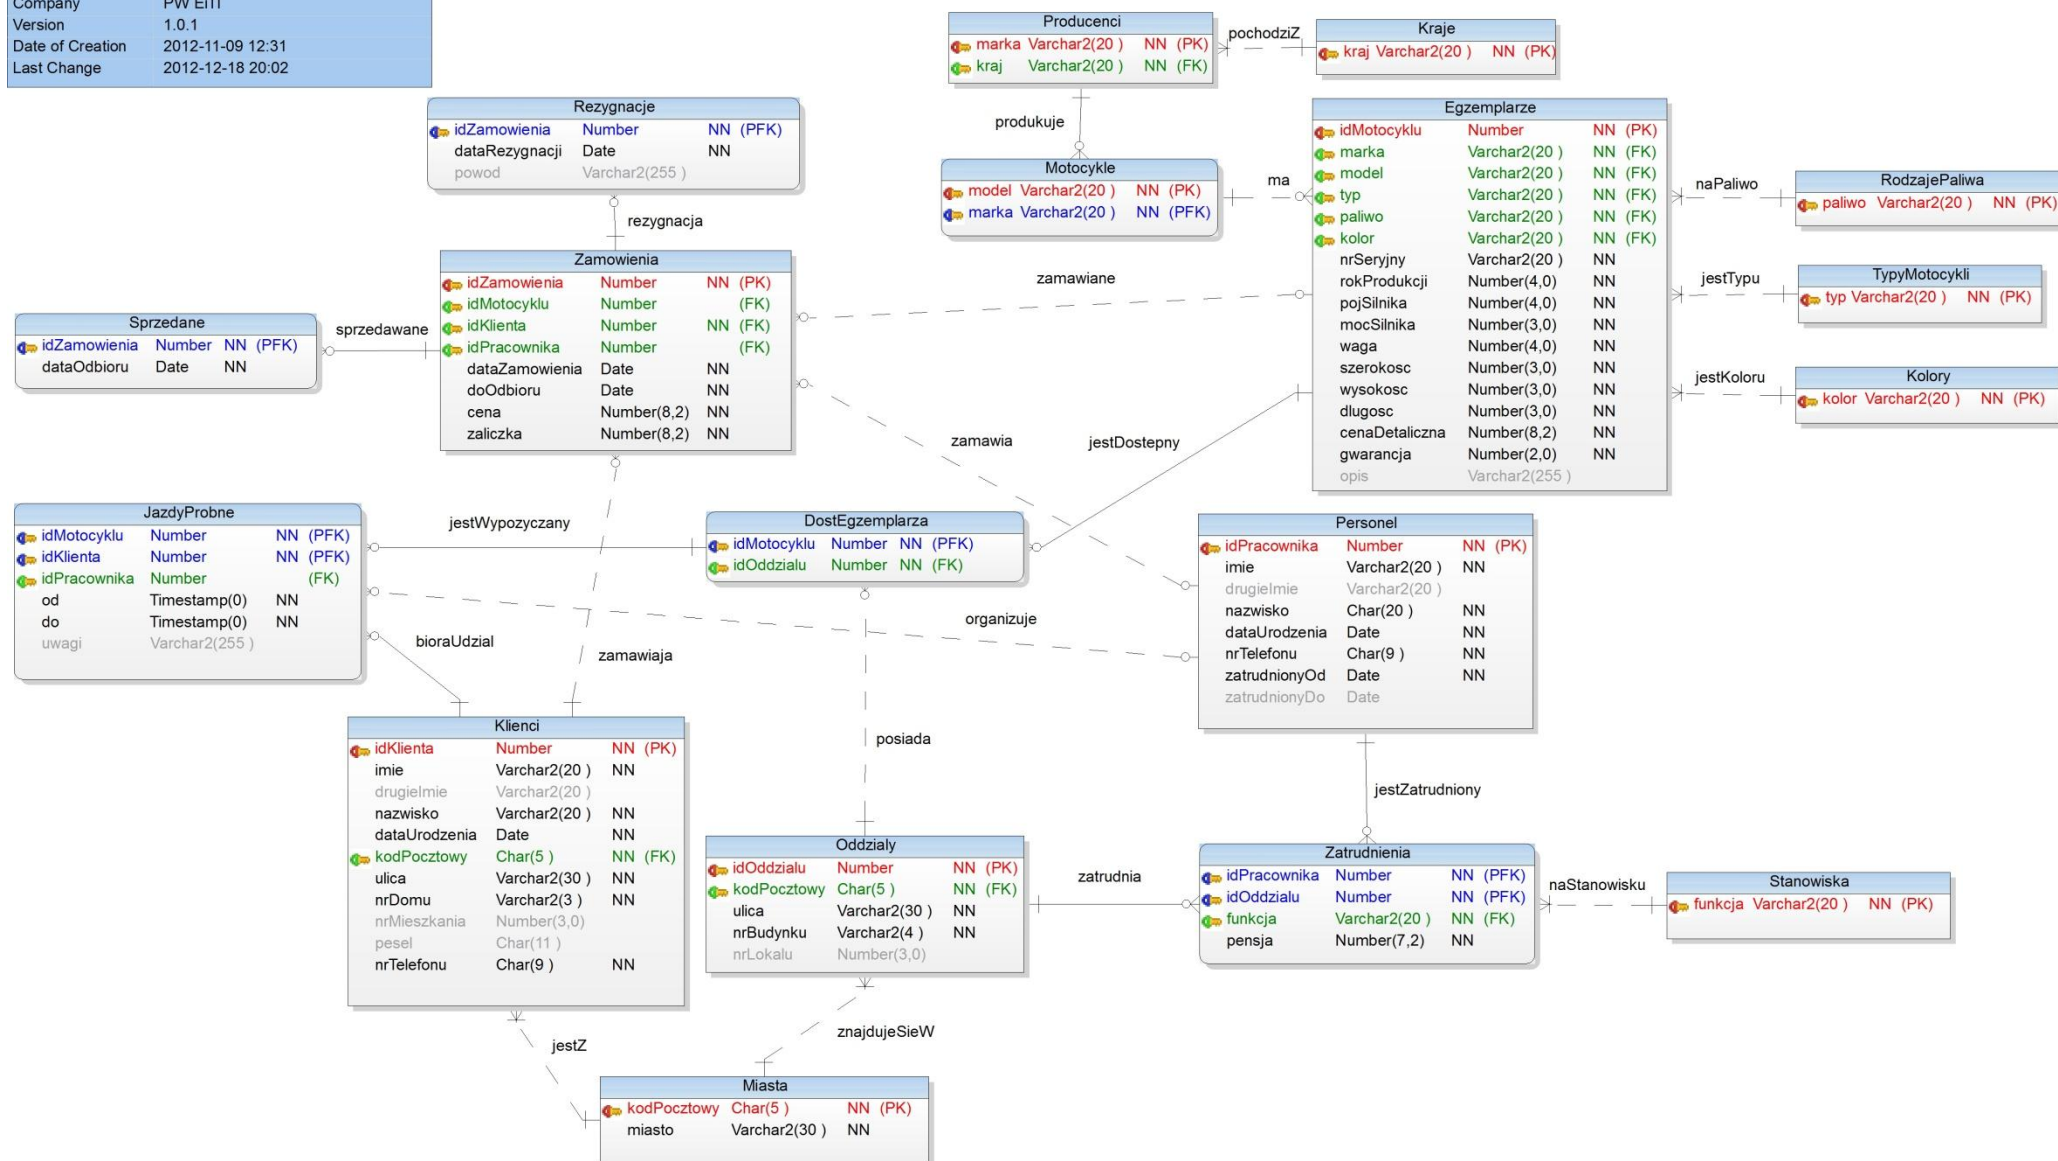 Company PW EiTI
Version 1.0.1
Date of Creation 2012-11-09 12:31
Last Change 2012-12-18 20:02
Producenci
marka Varchar2(20 ) NN (PK)
kraj Varchar2(20 ) NN (FK)
pochodziZ
Kraje
kraj Varchar2(20 ) NN (PK)
produkuje
Rezygnacje
idZamowienia Number NN (PFK)
dataRezygnacji Date NN
powod Varchar2(255 )
rezygnacja
Motocykle
model Varchar2(20 ) NN (PK)
marka Varchar2(20 ) NN (PFK)
ma
Egzemplarze
idMotocyklu Number NN (PK)
marka Varchar2(20 ) NN (FK)
model Varchar2(20 ) NN (FK)
typ Varchar2(20 ) NN (FK)
paliwo Varchar2(20 ) NN (FK)
kolor Varchar2(20 ) NN (FK)
nrSeryjny Varchar2(20 ) NN
rokProdukcji Number(4,0) NN
pojSilnika Number(4,0) NN
mocSilnika Number(3,0) NN
waga Number(4,0) NN
szerokosc Number(3,0) NN
wysokosc Number(3,0) NN
dlugosc Number(3,0) NN
cenaDetaliczna Number(8,2) NN
gwarancja Number(2,0) NN
opis Varchar2(255 )
naPaliwo
RodzajePaliwa
paliwo Varchar2(20 ) NN (PK)
jestTypu
TypyMotocykli
typ Varchar2(20 ) NN (PK)
jestKoloru
Kolory
kolor Varchar2(20 ) NN (PK)
Zamowienia
idZamowienia Number NN (PK)
idMotocyklu Number (FK)
idKlienta Number NN (FK)
idPracownika Number (FK)
dataZamowienia Date NN
doOdbioru Date NN
cena Number(8,2) NN
zaliczka Number(8,2) NN
zamawiane
Sprzedane
idZamowienia Number NN (PFK)
dataOdbioru Date NN
sprzedawane
zamawia
jestDostepny
JazdyProbne
idMotocyklu Number NN (PFK)
idKlienta Number NN (PFK)
idPracownika Number (FK)
od Timestamp(0) NN
do Timestamp(0) NN
uwagi Varchar2(255 )
jestWypozyczany
DostEgzemplarza
idMotocyklu Number NN (PFK)
idOddzialu Number NN (FK)
Personel
idPracownika Number NN (PK)
imie Varchar2(20 ) NN
drugieImie Varchar2(20 )
nazwisko Char(20 ) NN
dataUrodzenia Date NN
nrTelefonu Char(9 ) NN
zatrudnionyOd Date NN
zatrudnionyDo Date
organizuje
bioraUdzial
zamawiaja
posiada
jestZatrudniony
Klienci
idKlienta Number NN (PK)
imie Varchar2(20 ) NN
drugieImie Varchar2(20 )
nazwisko Varchar2(20 ) NN
dataUrodzenia Date NN
kodPocztowy Char(5 ) NN (FK)
ulica Varchar2(30 ) NN
nrDomu Varchar2(3 ) NN
nrMieszkania Number(3,0)
pesel Char(11 )
nrTelefonu Char(9 ) NN
Oddzialy
idOddzialu Number NN (PK)
kodPocztowy Char(5 ) NN (FK)
ulica Varchar2(30 ) NN
nrBudynku Varchar2(4 ) NN
nrLokalu Number(3,0)
zatrudnia
Zatrudnienia
idPracownika Number NN (PFK)
idOddzialu Number NN (PFK)
funkcja Varchar2(20 ) NN (FK)
pensja Number(7,2) NN
naStanowisku
Stanowiska
funkcja Varchar2(20 ) NN (PK)
jestZ
znajdujeSieW
Miasta
kodPocztowy Char(5 ) NN (PK)
miasto Varchar2(30 ) NN